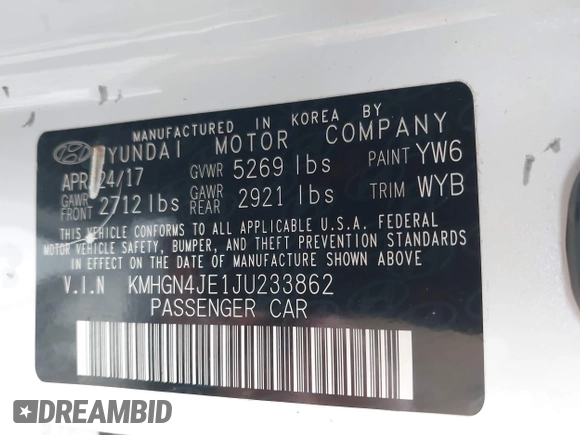 MANUFACTURED IN KOREA BY
HYUNDAI MOTOR COMPANY
APR/24/17 GVWR 5269 lbs PAINT YW6
GAWR FRONT 2712 lbs GAWR REAR 2921 lbs TRIM WYB
THIS VEHICLE CONFORMS TO ALL APPLICABLE U.S.A. FEDERAL
MOTOR VEHICLE SAFETY, BUMPER, AND THEFT PREVENTION STANDARDS
IN EFFECT ON THE DATE OF MANUFACTURE SHOWN ABOVE.
V.I.N KMHGN4JE1JU233862
PASSENGER CAR
DREAMBID